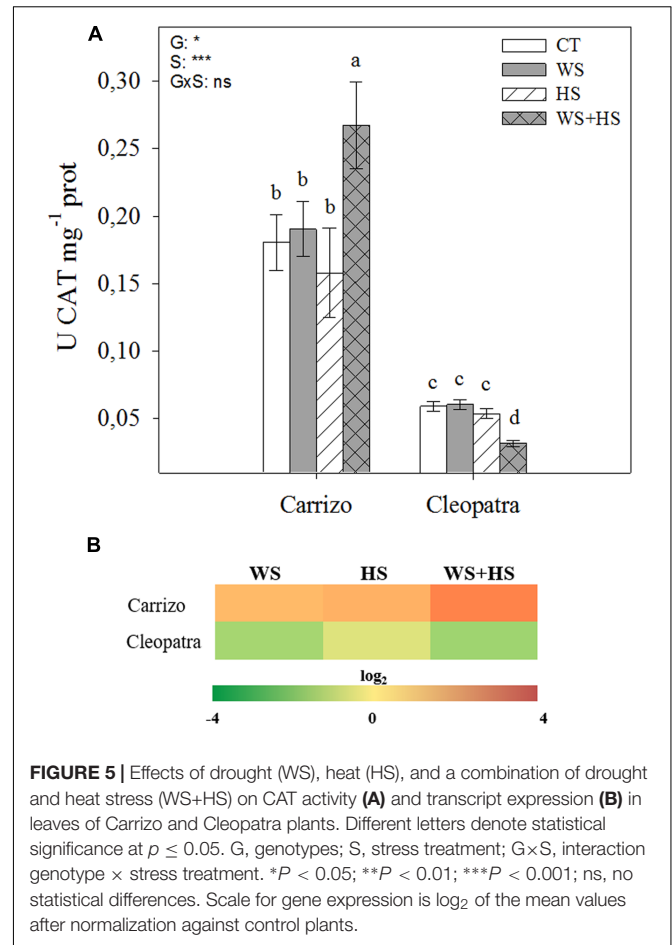 A
G: *
S: ***
GxS: ns
CT
WS
HS
WS+HS
U CAT mg-1 prot
0,30
0,25
0,20
0,15
0,10
0,05
b
b
b
a
c
c
c
d
Carrizo
Cleopatra
B
WS
HS
WS+HS
Carrizo
Cleopatra
log2
-4
0
4
FIGURE 5 | Effects of drought (WS), heat (HS), and a combination of drought
and heat stress (WS+HS) on CAT activity (A) and transcript expression (B) in
leaves of Carrizo and Cleopatra plants. Different letters denote statistical
significance at p ≤ 0.05. G, genotypes; S, stress treatment; G×S, interaction
genotype × stress treatment. *P < 0.05; **P < 0.01; ***P < 0.001; ns, no
statistical differences. Scale for gene expression is log2 of the mean values
after normalization against control plants.